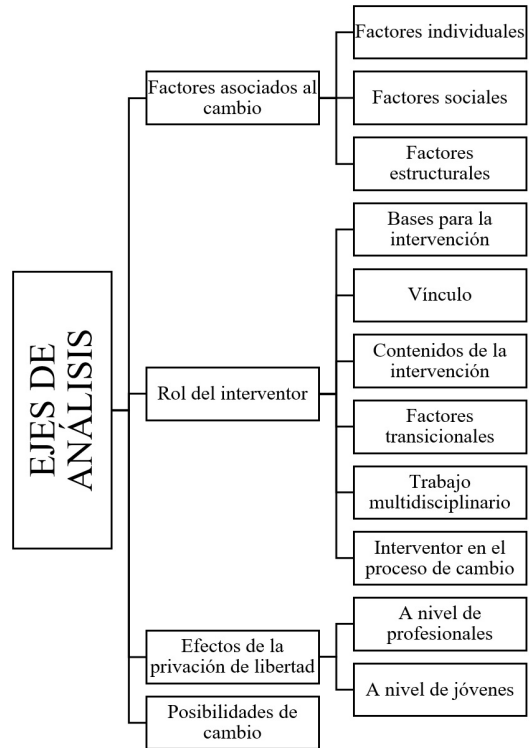 EJES DE
ANÁLISIS
Factores asociados al
cambio
Factores individuales
Factores sociales
Factores
estructurales
Rol del interventor
Bases para la
intervención
Vínculo
Contenidos de la
intervención
Factores
transicionales
Trabajo
multidisciplinario
Interventor en el
proceso de cambio
Efectos de la
privación de libertad
A nivel de
profesionales
A nivel de jóvenes
Posibilidades de
cambio